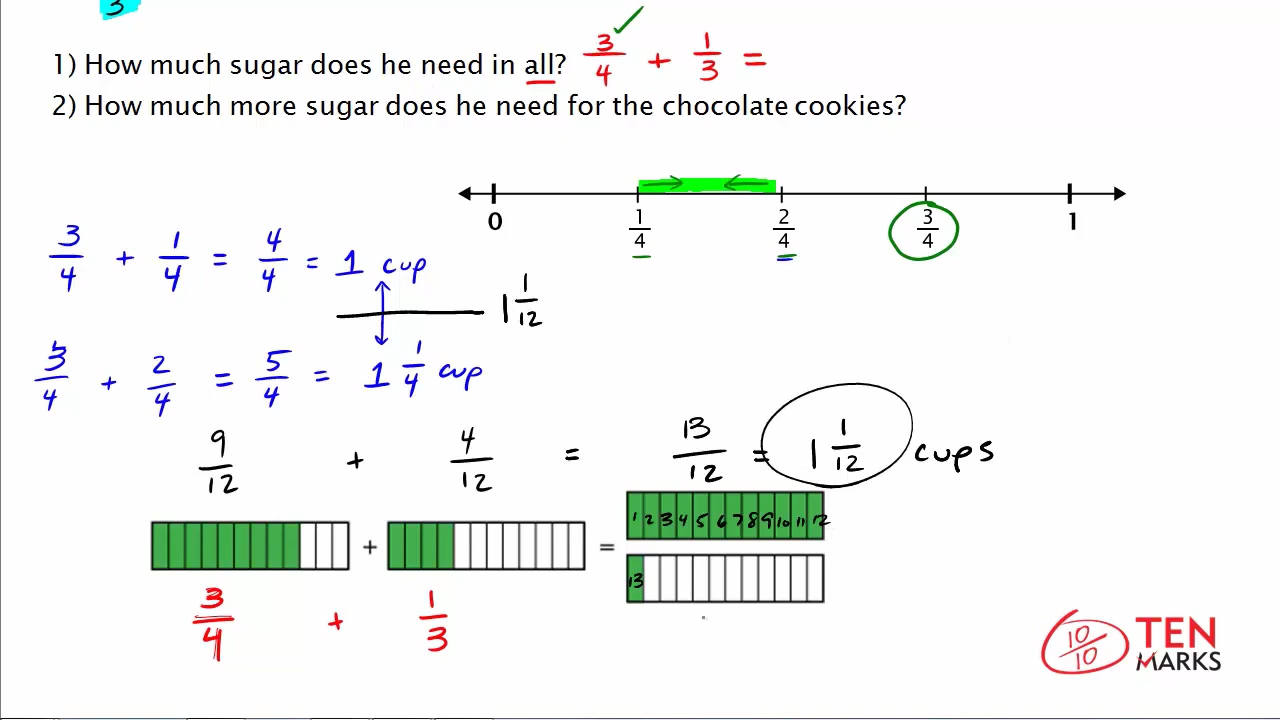 3
1) How much sugar does he need in all? 3/4 + 1/3 =
2) How much more sugar does he need for the chocolate cookies?
0 1/4 2/4 3/4 1
3/4 + 1/4 = 4/4 = 1 cup
1 1/12
3/4 + 2/4 = 5/4 = 1 1/4 cup
9/12 + 4/12 = 13/12 = 1 1/12 cups
1 2 3 4 5 6 7 8 9 10 11 12
+ =
13
3/4 + 1/3
10/10 TEN
MARKS